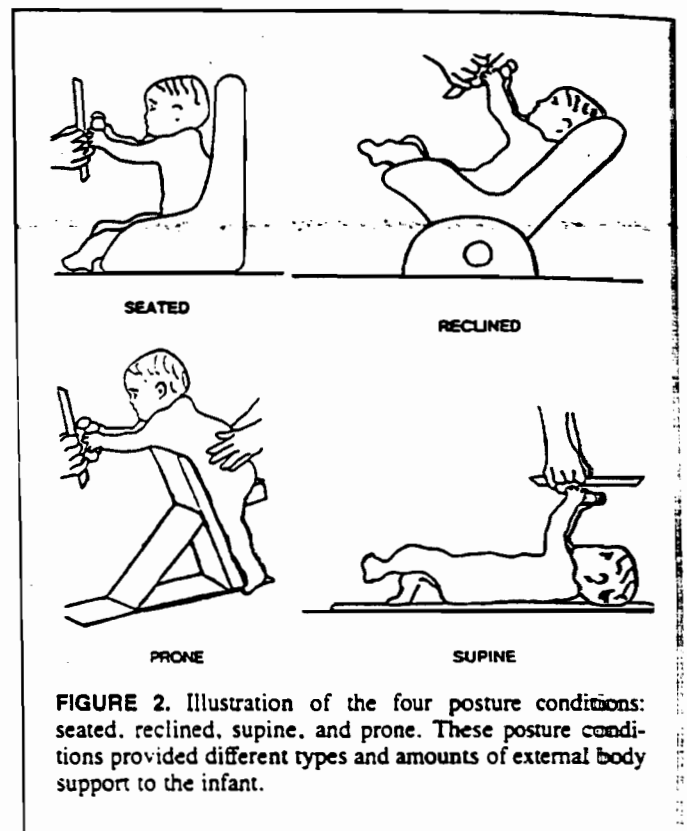 SEATED
RECLINED
PRONE
SUPINE
FIGURE 2. Illustration of the four posture conditions:
seated, reclined, supine, and prone. These posture condi-
tions provided different types and amounts of external body
support to the infant.